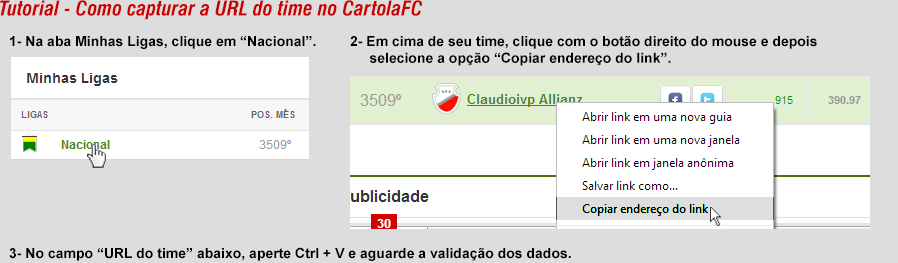 Tutorial - Como capturar a URL do time no CartolaFC
1- Na aba Minhas Ligas, clique em “Nacional”.
Minhas Ligas
LIGAS POS. MÊS
Nacional 3509º
2- Em cima de seu time, clique com o botão direito do mouse e depois
selecione a opção “Copiar endereço do link”.
3509º Claudioivp Allianz 915 390.97
Abrir link em uma nova guia
Abrir link em uma nova janela
Abrir link em janela anônima
Salvar link como...
Copiar endereço do link
ublicidade
30
3- No campo “URL do time” abaixo, aperte Ctrl + V e aguarde a validação dos dados.